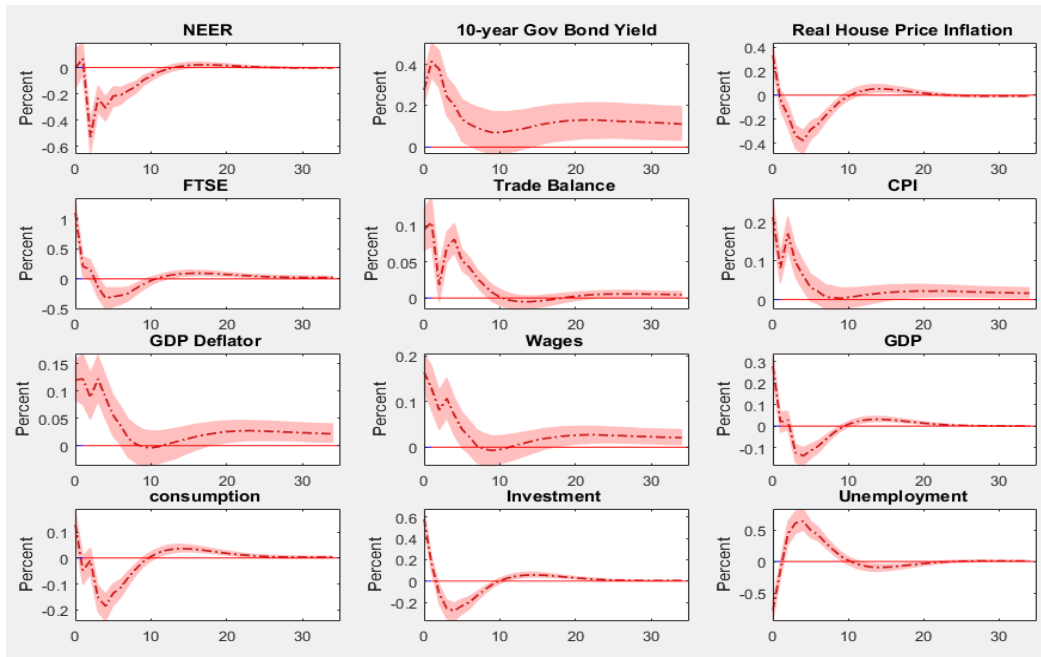 NEER
10-year Gov Bond Yield
Real House Price Inflation
Percent
0
-0.2
-0.4
-0.6
0 10 20 30
Percent
0.4
0.2
0
0 10 20 30
Percent
0.4
0.2
0
-0.2
-0.4
0 10 20 30
FTSE
Trade Balance
CPI
Percent
1
0.5
0
-0.5
0 10 20 30
Percent
0.1
0.05
0
0 10 20 30
Percent
0.2
0.1
0
0 10 20 30
GDP Deflator
Wages
GDP
Percent
0.15
0.1
0.05
0
0 10 20 30
Percent
0.2
0.1
0
0 10 20 30
Percent
0.3
0.2
0.1
0
-0.1
0 10 20 30
consumption
Investment
Unemployment
Percent
0.1
0
-0.1
-0.2
0 10 20 30
Percent
0.6
0.4
0.2
0
-0.2
0 10 20 30
Percent
0.5
0
-0.5
0 10 20 30